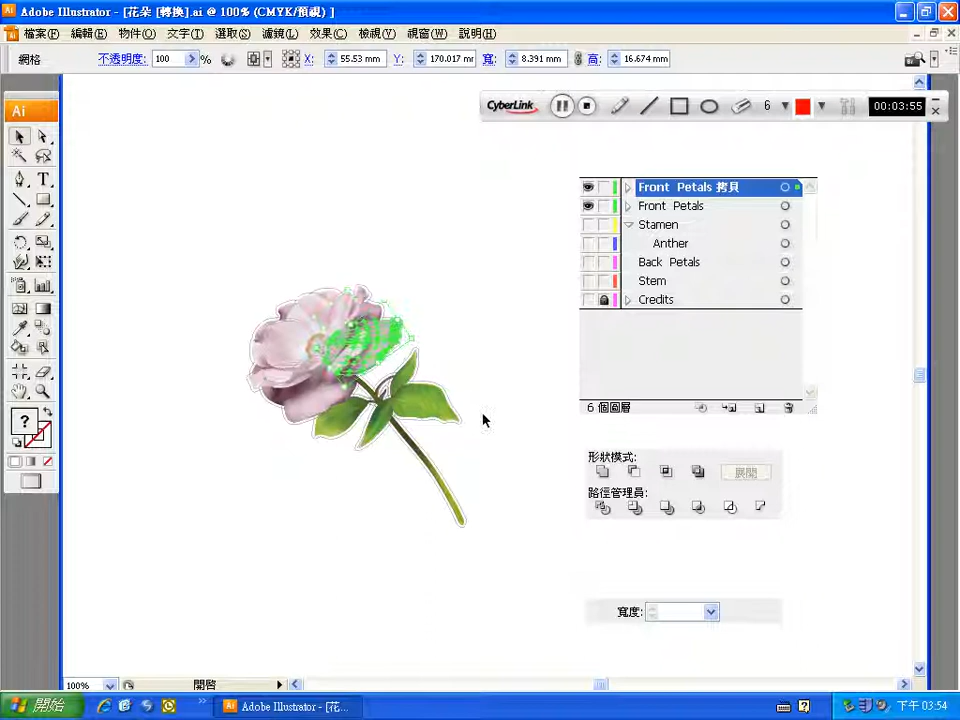 Adobe Illustrator - [花朵 [轉換].ai @ 100% (CMYK/預視) ]
檔案(F) 編輯(E) 物件(O) 文字(T) 選取(S) 濾鏡(L) 效果(C) 檢視(V) 視窗(W) 說明(H)
網格 不透明度: 100 % X: 55.53 mm Y: 170.017 mm 寬: 8.391 mm 高: 16.674 mm
CyberLink 6 00:03:55
Ai
Front Petals 拷貝
Front Petals
Stamen
Anther
Back Petals
Stem
Credits
6 個圖層
形狀模式:
展開
路徑管理員:
寬度:
?
100% 開啓
開始 Adobe Illustrator - [花... 下午 03:54